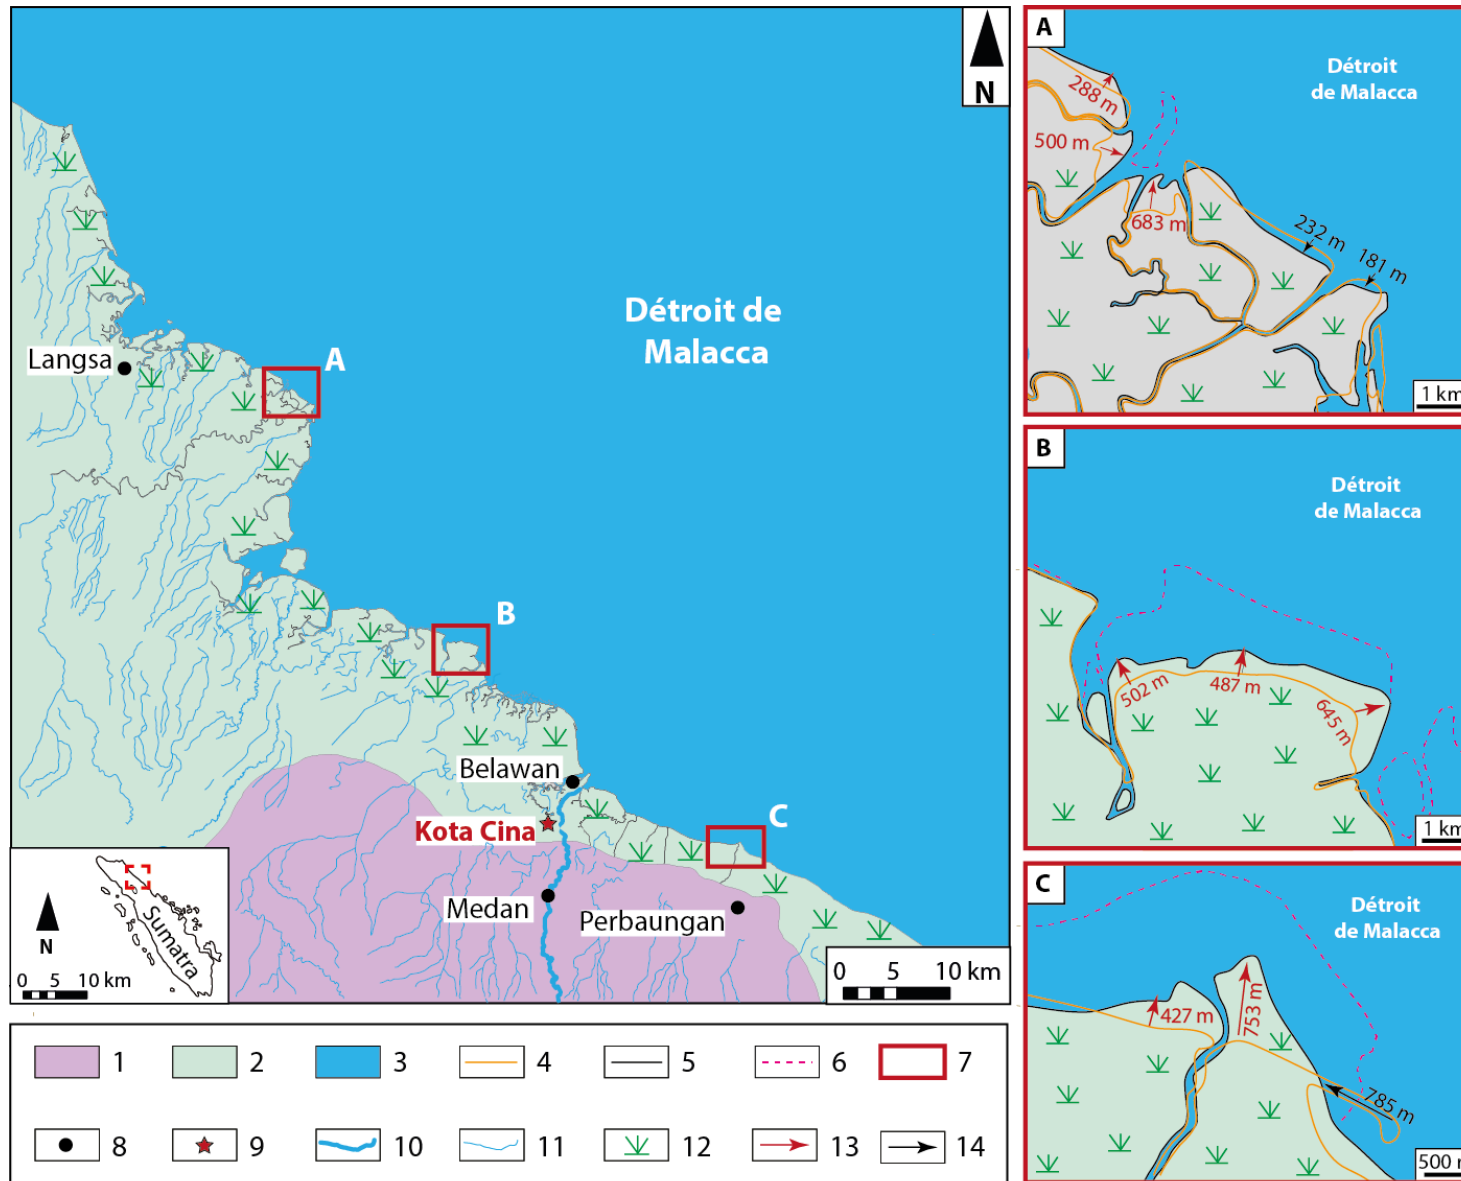 N
A
B
C
Détroit de
Malacca
Langsa
Belawan
Kota Cina
Medan
Perbaungan
N
Sumatra
0 5 10 km
0 5 10 km
A
Détroit
de Malacca
288 m
500 m
683 m
232 m
181 m
1 km
B
Détroit
de Malacca
502 m
487 m
645 m
1 km
C
Détroit
de Malacca
427 m
753 m
785 m
500 m
1 2 3 4 5 6 7
8 9 10 11 12 13 14